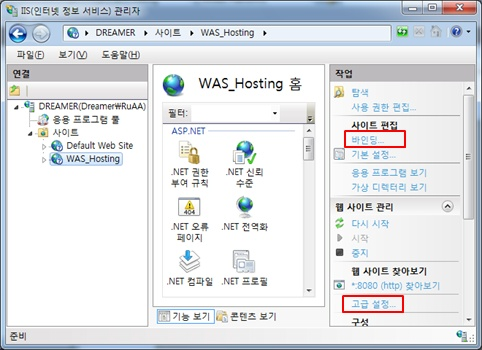 IIS(인터넷 정보 서비스) 관리자
DREAMER ▸ 사이트 ▸ WAS_Hosting ▸
파일(F) 보기(V) 도움말(H)
연결
DREAMER(Dreamer\RuAA)
응용 프로그램 풀
사이트
Default Web Site
WAS_Hosting
WAS_Hosting 홈
필터:
ASP.NET
.NET 권한 부여 규칙
.NET 신뢰 수준
.NET 오류 페이지
.NET 전역화
.NET 컴파일
.NET 프로필
기능 보기 콘텐츠 보기
작업
탐색
사용 권한 편집...
사이트 편집
바인딩...
기본 설정...
응용 프로그램 보기
가상 디렉터리 보기
웹 사이트 관리
다시 시작
시작
중지
웹 사이트 찾아보기
*:8080 (http) 찾아보기
고급 설정...
구성
준비